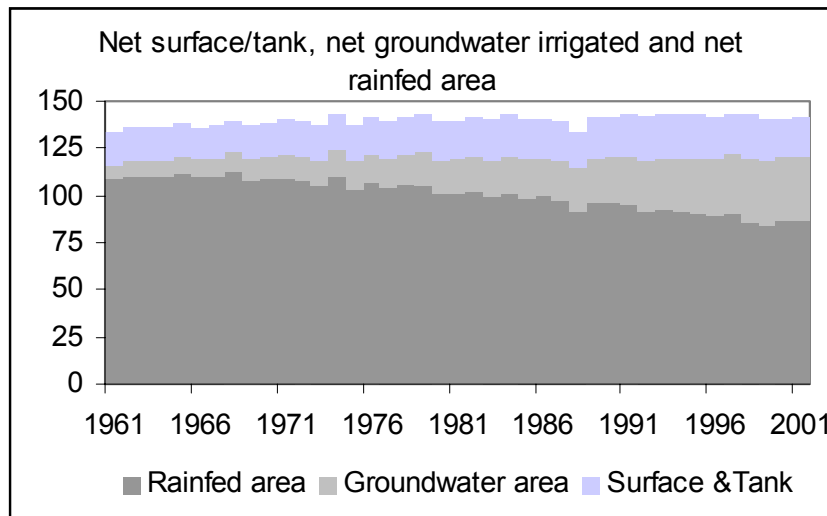 Net surface/tank, net groundwater irrigated and net
rainfed area
150
125
100
75
50
25
0
1961 1966 1971 1976 1981 1986 1991 1996 2001
Rainfed area Groundwater area Surface &Tank